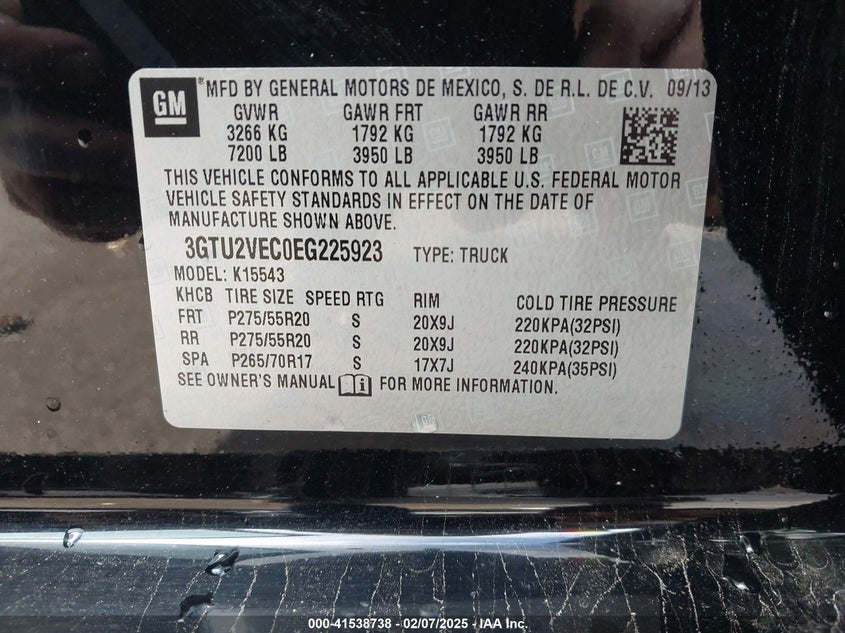 GM ® MFD BY GENERAL MOTORS DE MEXICO, S. DE R.L. DE C.V. 09/13
GVWR GAWR FRT GAWR RR
3266 KG 1792 KG 1792 KG
7200 LB 3950 LB 3950 LB
THIS VEHICLE CONFORMS TO ALL APPLICABLE U.S. FEDERAL MOTOR
VEHICLE SAFETY STANDARDS IN EFFECT ON THE DATE OF
MANUFACTURE SHOWN ABOVE.
3GTU2VEC0EG225923 TYPE: TRUCK
MODEL: K15543
KHCB TIRE SIZE SPEED RTG RIM COLD TIRE PRESSURE
FRT P275/55R20 S 20X9J 220KPA(32PSI)
RR P275/55R20 S 20X9J 220KPA(32PSI)
SPA P265/70R17 S 17X7J 240KPA(35PSI)
SEE OWNER'S MANUAL i FOR MORE INFORMATION.
GM
000-41538738 - 02/07/2025 - IAA Inc.